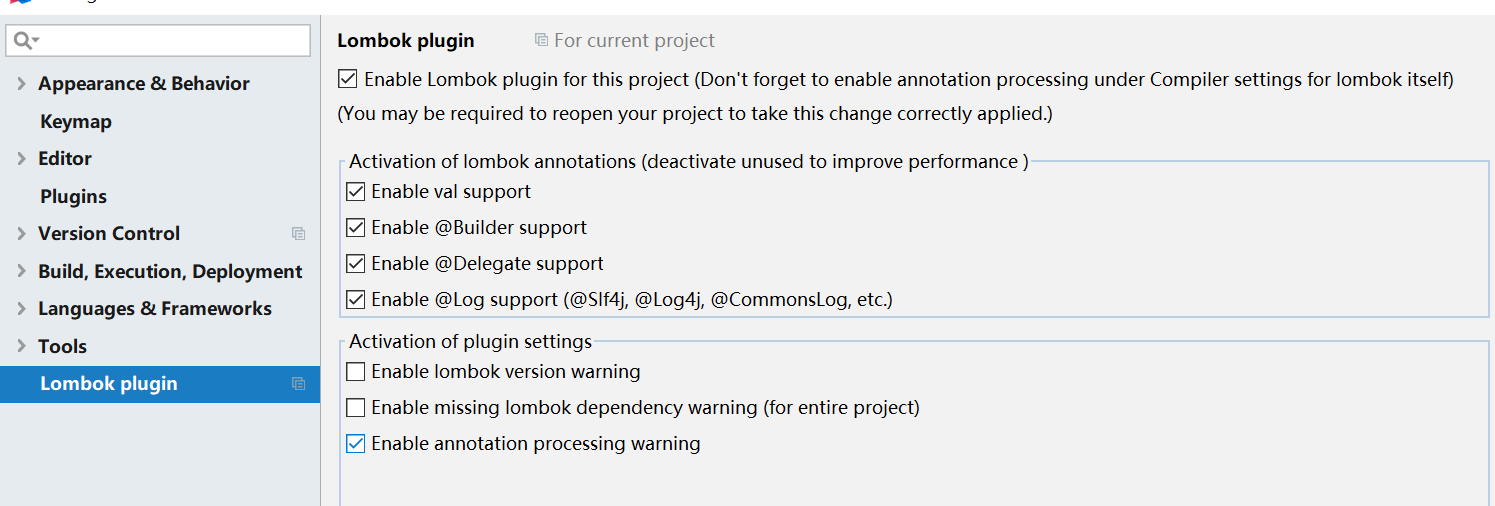 Appearance & Behavior
Keymap
Editor
Plugins
Version Control
Build, Execution, Deployment
Languages & Frameworks
Tools
Lombok plugin
Lombok plugin For current project
Enable Lombok plugin for this project (Don't forget to enable annotation processing under Compiler settings for lombok itself)
(You may be required to reopen your project to take this change correctly applied.)
Activation of lombok annotations (deactivate unused to improve performance )
Enable val support
Enable @Builder support
Enable @Delegate support
Enable @Log support (@Slf4j, @Log4j, @CommonsLog, etc.)
Activation of plugin settings
Enable lombok version warning
Enable missing lombok dependency warning (for entire project)
Enable annotation processing warning